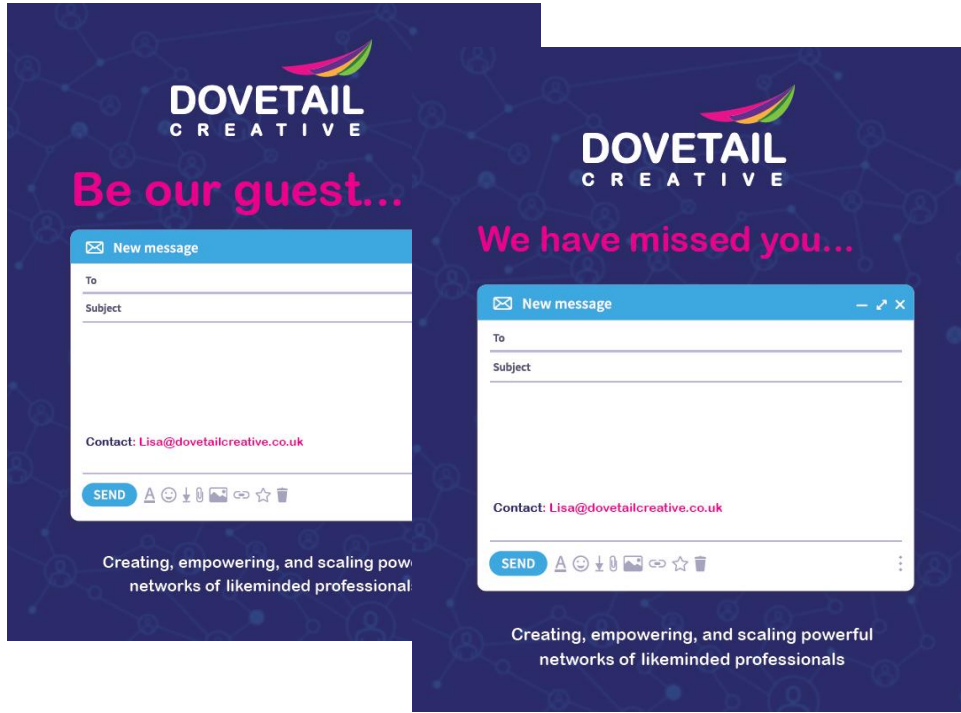 DOVETAIL
CREATIVE
Be our guest...
New message
To
Subject
Contact: Lisa@dovetailcreative.co.uk
SEND A
Creating, empowering, and scaling pow
networks of likeminded professional
DOVETAIL
CREATIVE
We have missed you...
New message
To
Subject
Contact: Lisa@dovetailcreative.co.uk
SEND A
Creating, empowering, and scaling powerful
networks of likeminded professionals